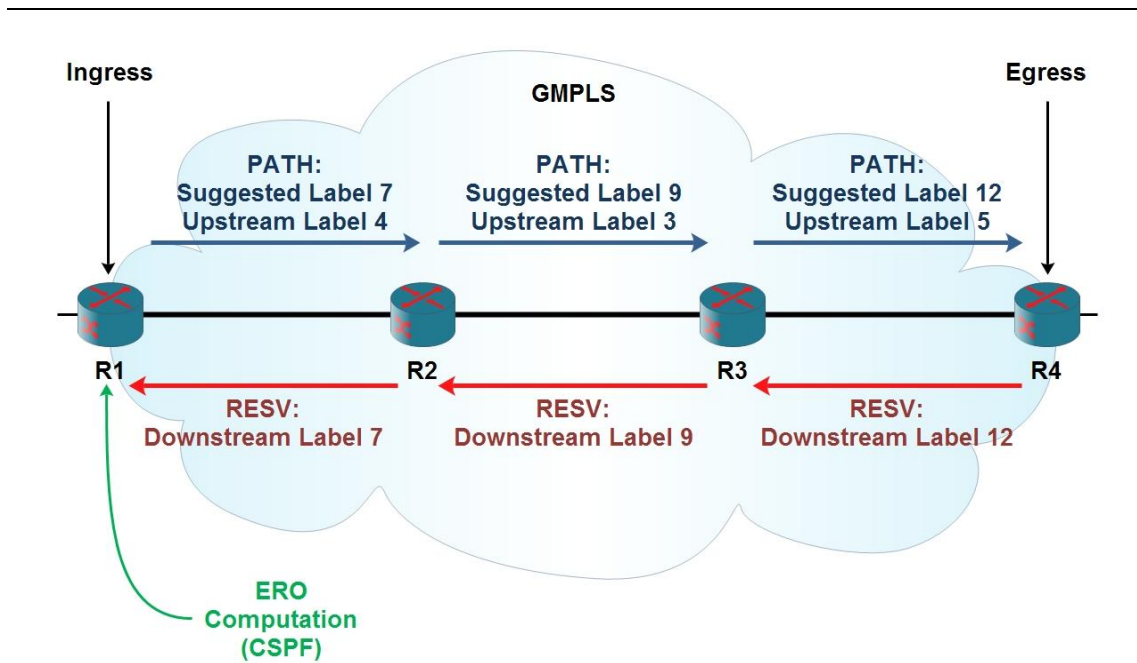 Ingress
Egress
GMPLS
PATH:
Suggested Label 7
Upstream Label 4
PATH:
Suggested Label 9
Upstream Label 3
PATH:
Suggested Label 12
Upstream Label 5
R1
R2
R3
R4
RESV:
Downstream Label 7
RESV:
Downstream Label 9
RESV:
Downstream Label 12
ERO
Computation
(CSPF)